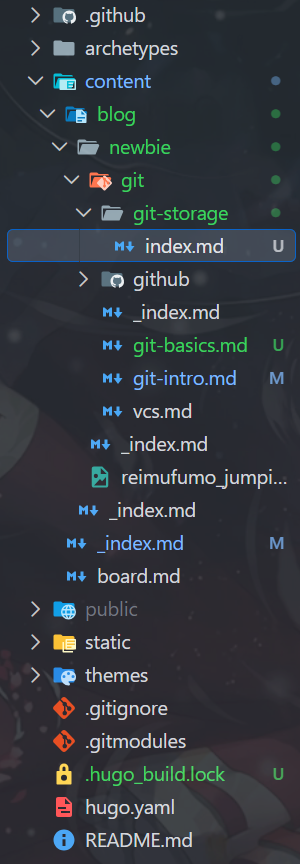 .github
archetypes
content
blog
newbie
git
git-storage
index.md U
github
_index.md
git-basics.md U
git-intro.md M
vcs.md
_index.md
reimufumo_jumpi...
_index.md
_index.md M
board.md
public
static
themes
.gitignore
.gitmodules
.hugo_build.lock U
hugo.yaml
README.md